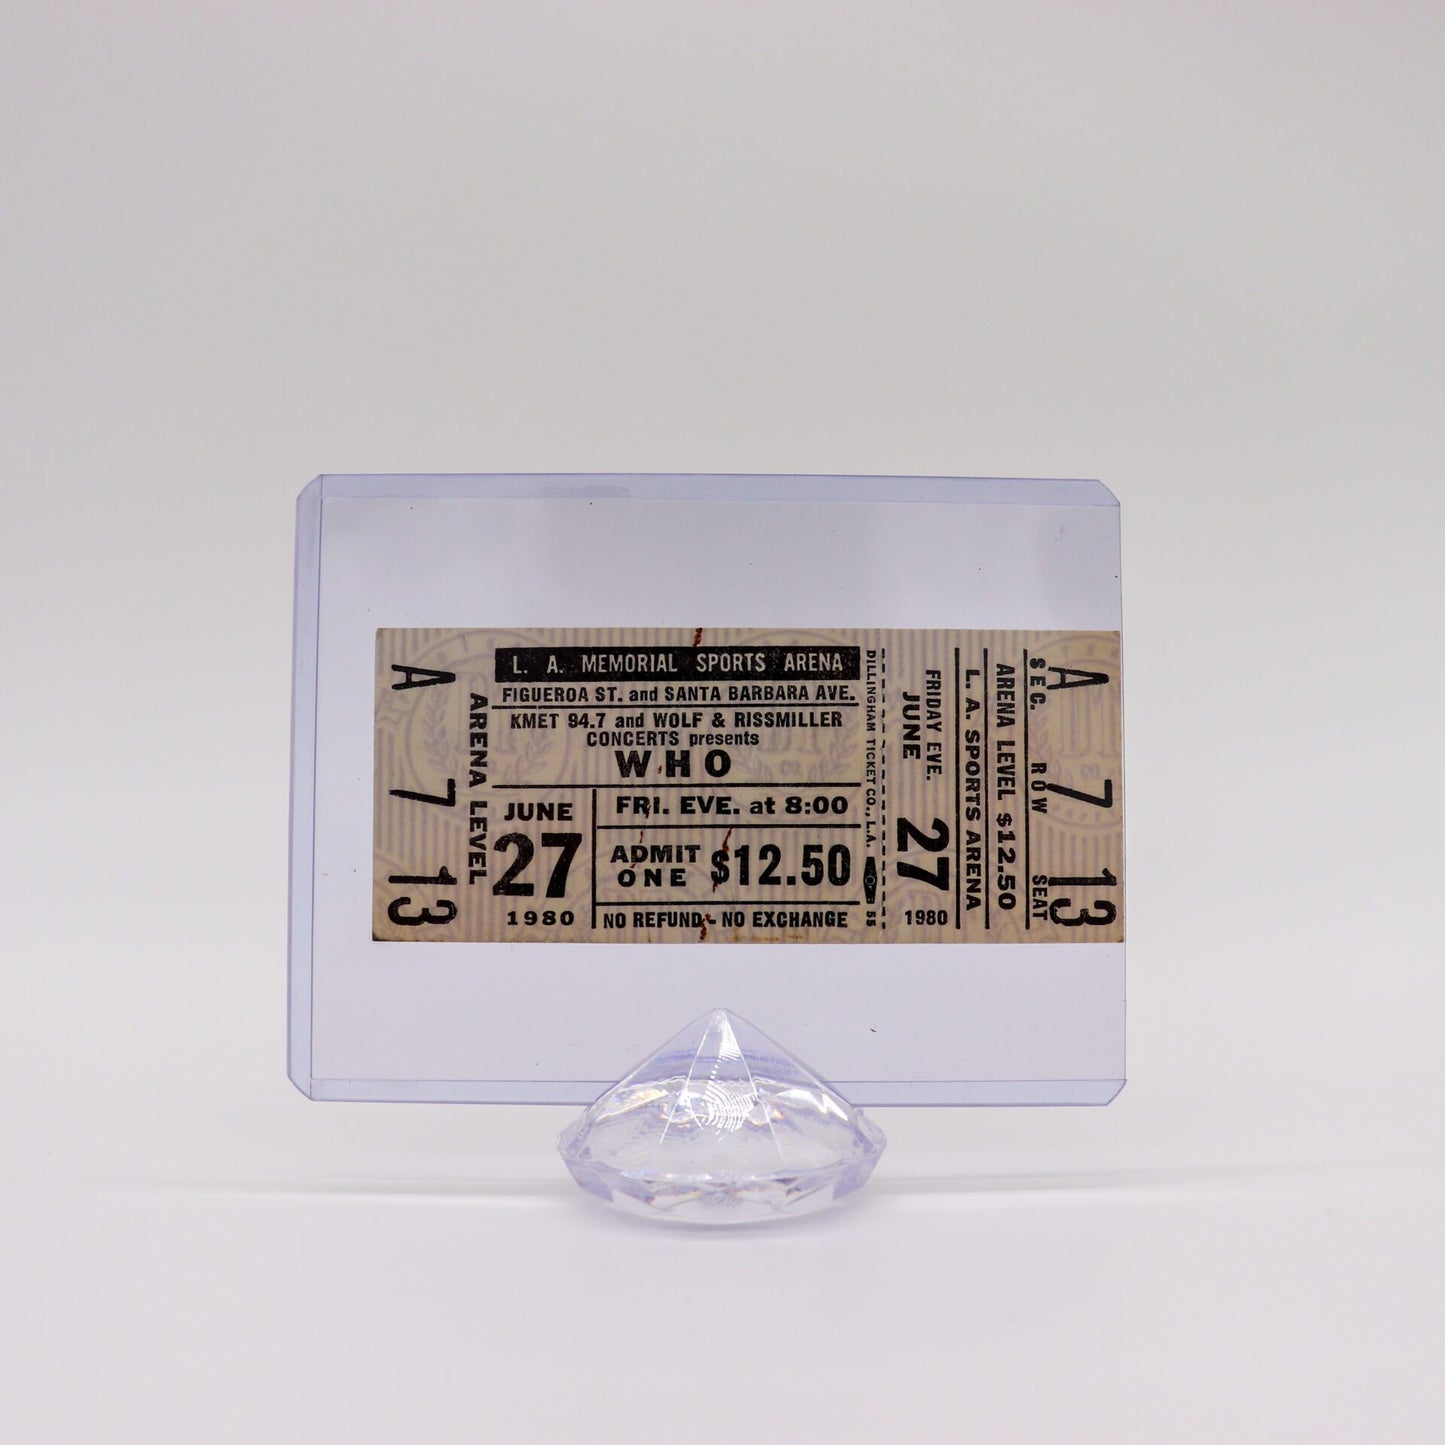 A 7 13
ARENA LEVEL
L. A. MEMORIAL SPORTS ARENA
FIGUEROA ST. and SANTA BARBARA AVE.
KMET 94.7 and WOLF & RISSMILLER
CONCERTS presents
WHO
JUNE
27
1980
FRI. EVE. at 8:00
ADMIT
ONE
$12.50
NO REFUND - NO EXCHANGE
DILLINGHAM TICKET CO., L.A.
55
FRIDAY EVE.
JUNE
27
1980
L. A. SPORTS ARENA
ARENA LEVEL $12.50
SEC. ROW SEAT
A 7 13